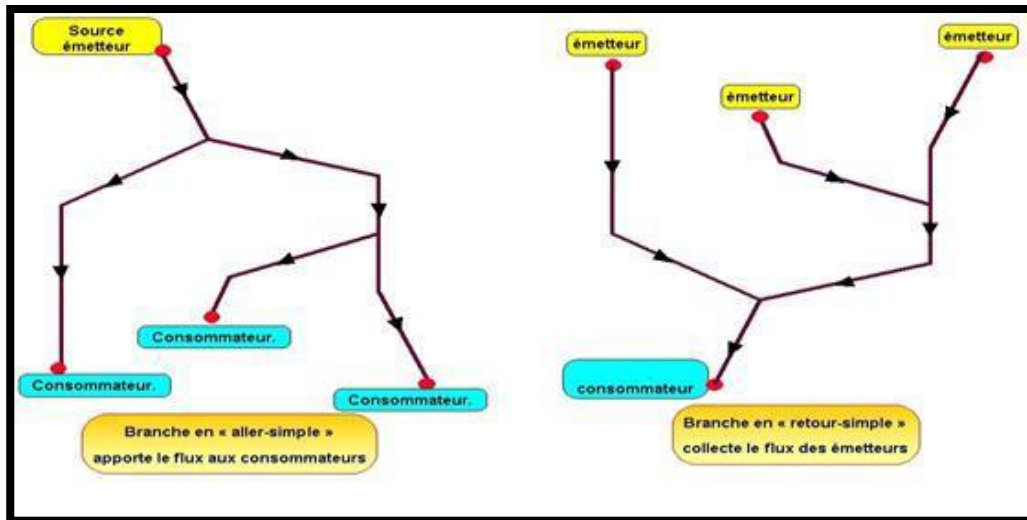 Source
émetteur
Consommateur.
Consommateur.
Consommateur.
Branche en « aller-simple »
apporte le flux aux consommateurs
émetteur
émetteur
émetteur
consommateur
Branche en « retour-simple »
collecte le flux des émetteurs